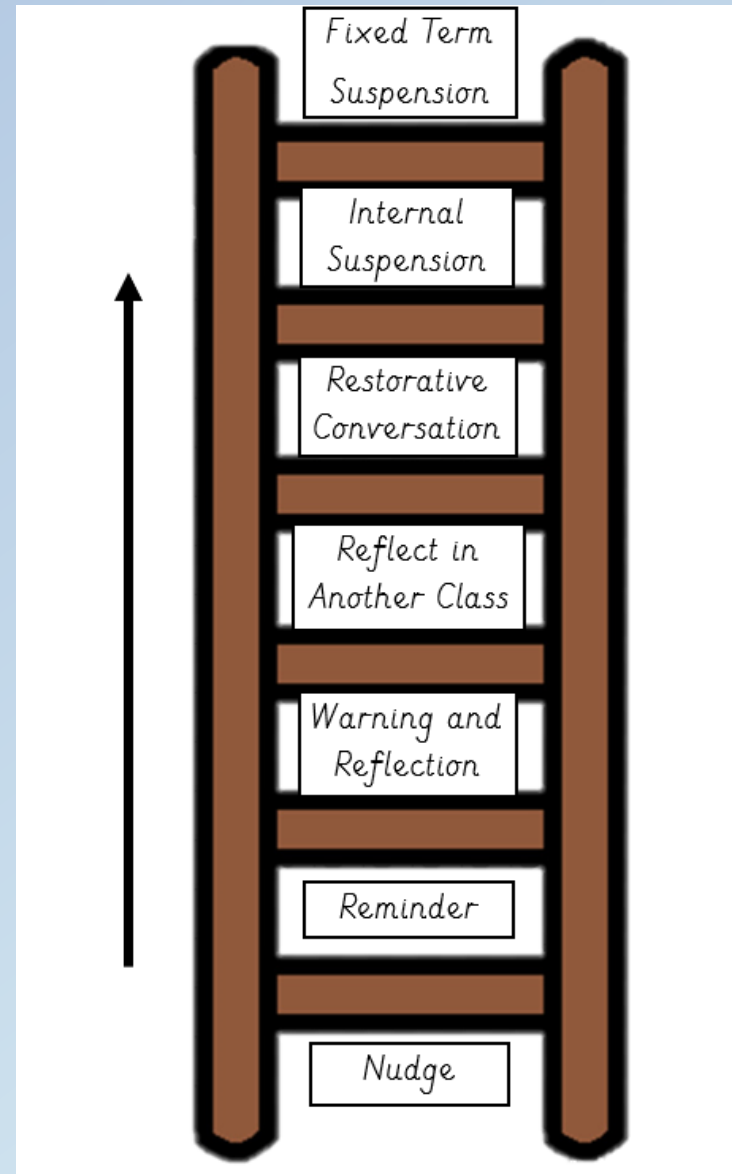 Fixed Term
Suspension
Internal
Suspension
Restorative
Conversation
Reflect in
Another Class
Warning and
Reflection
Reminder
Nudge